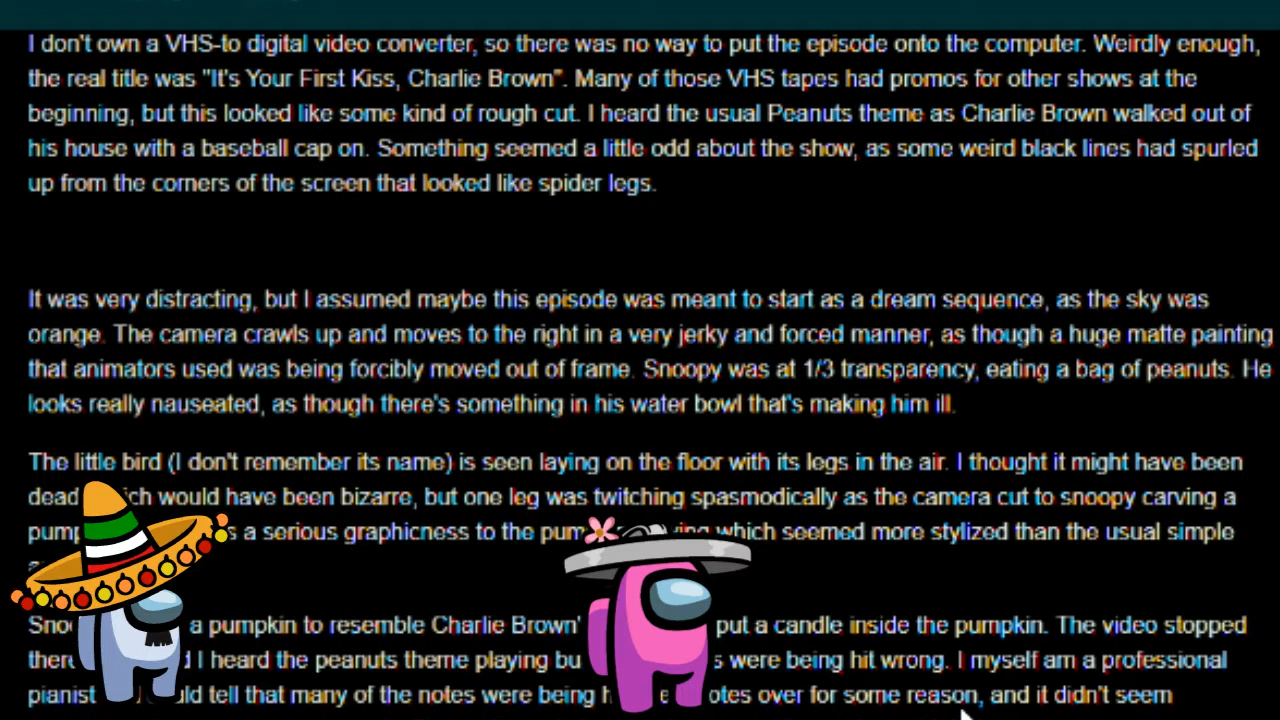 I don't own a VHS-to digital video converter, so there was no way to put the episode onto the computer. Weirdly enough,
the real title was "It's Your First Kiss, Charlie Brown". Many of those VHS tapes had promos for other shows at the
beginning, but this looked like some kind of rough cut. I heard the usual Peanuts theme as Charlie Brown walked out of
his house with a baseball cap on. Something seemed a little odd about the show, as some weird black lines had spurled
up from the corners of the screen that looked like spider legs.
It was very distracting, but I assumed maybe this episode was meant to start as a dream sequence, as the sky was
orange. The camera crawls up and moves to the right in a very jerky and forced manner, as though a huge matte painting
that animators used was being forcibly moved out of frame. Snoopy was at 1/3 transparency, eating a bag of peanuts. He
looks really nauseated, as though there's something in his water bowl that's making him ill.
The little bird (I don't remember its name) is seen laying on the floor with its legs in the air. I thought it might have been
dead would have been bizarre, but one leg was twitching spasmodically as the camera cut to snoopy carving a
a serious graphicness to the which seemed more stylized than the usual simple
a pumpkin to resemble Charlie Brown' put a candle inside the pumpkin. The video stopped
I heard the peanuts theme playing were being hit wrong. I myself am a professional
pianist tell that many of the notes were being over for some reason, and it didn't seem